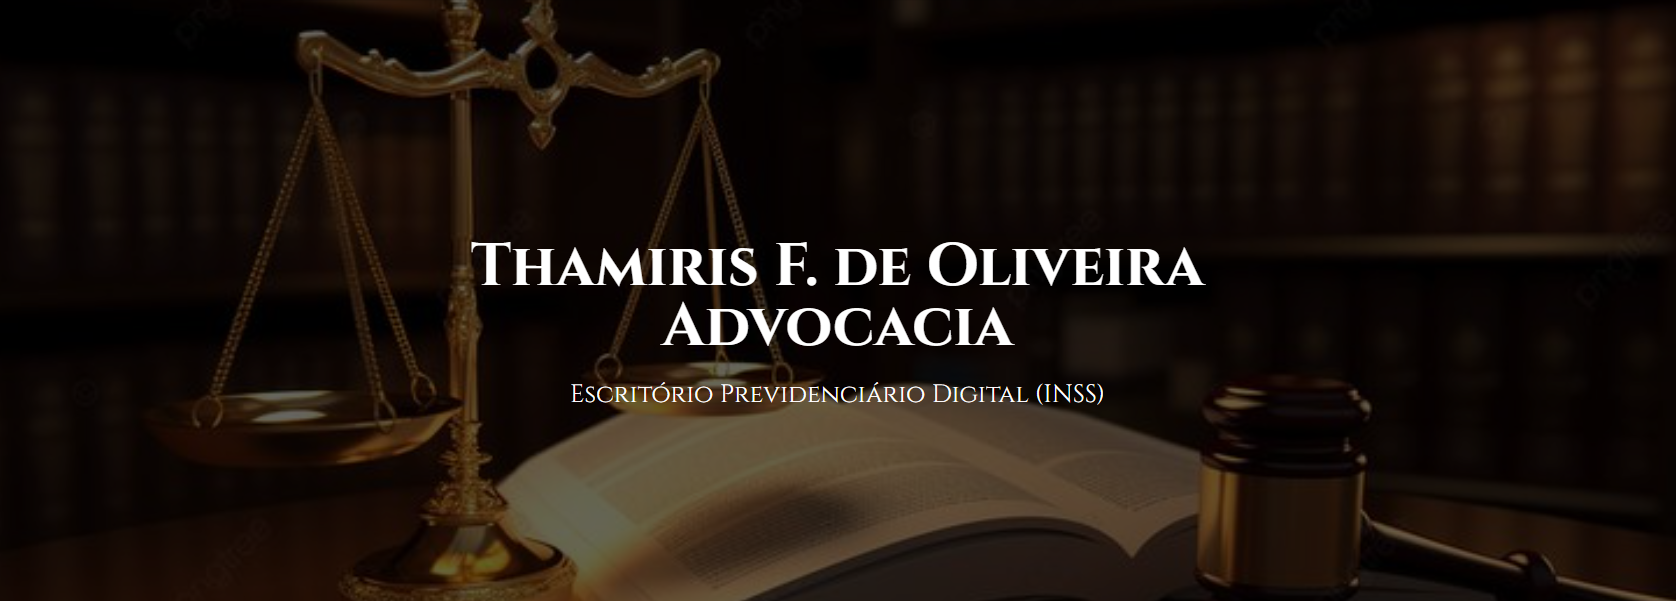 Thamiris F. de Oliveira
Advocacia
Escritório Previdenciário Digital (INSS)